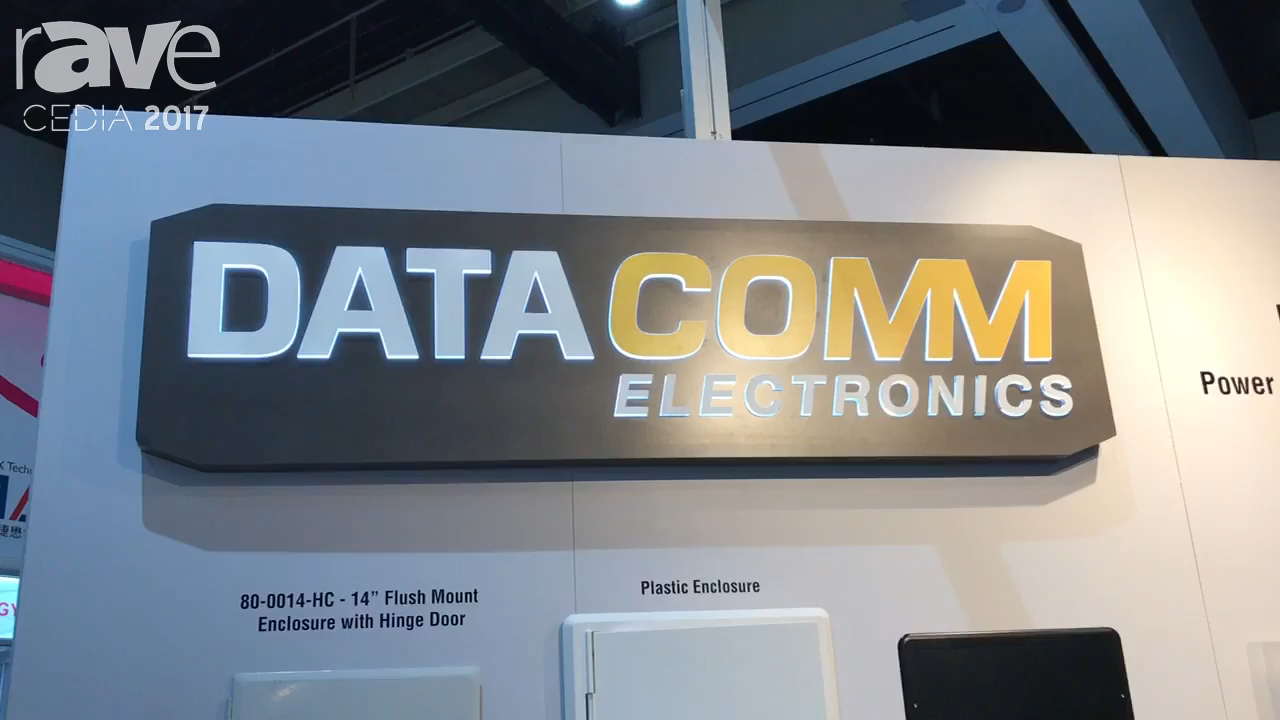 rave
CEDIA 2017
DATACOMM
ELECTRONICS
Power
80-0014-HC - 14” Flush Mount
Enclosure with Hinge Door
Plastic Enclosure